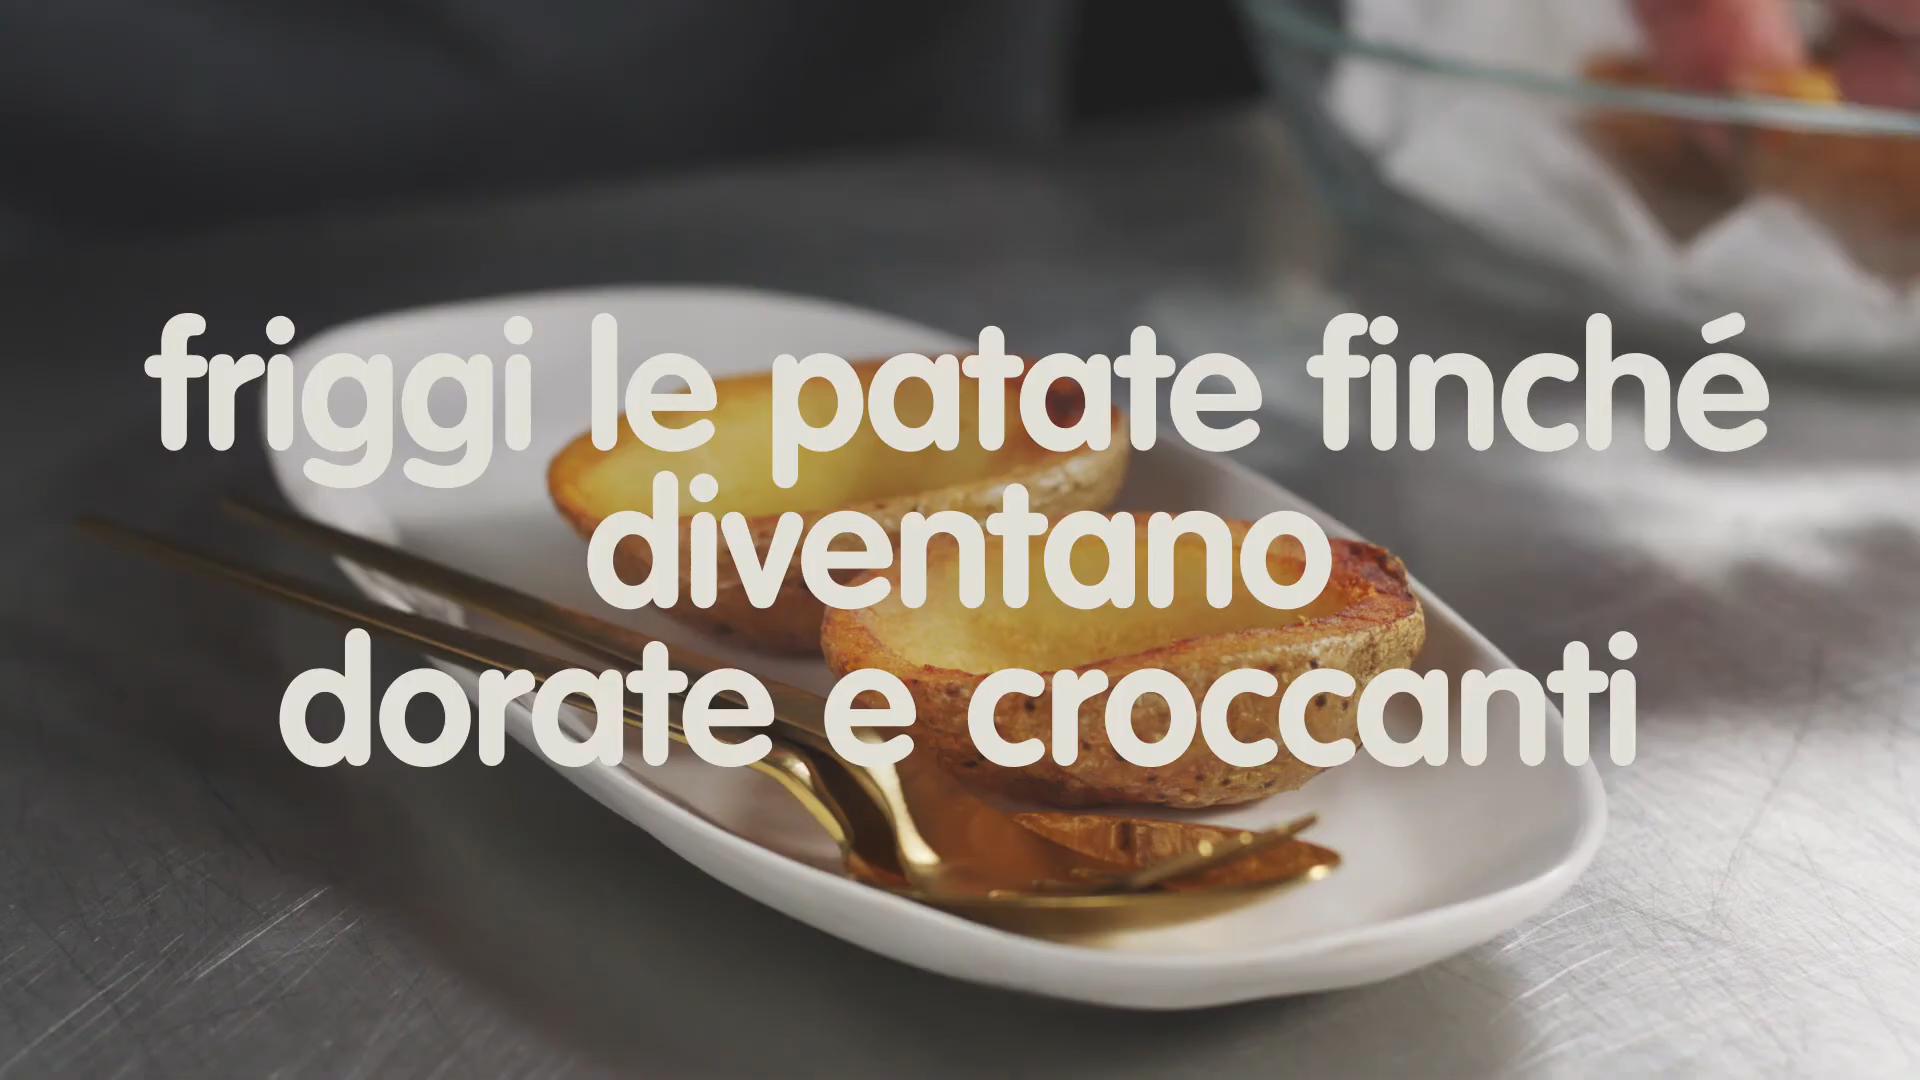 friggi le patate finché
diventano
dorate e croccanti